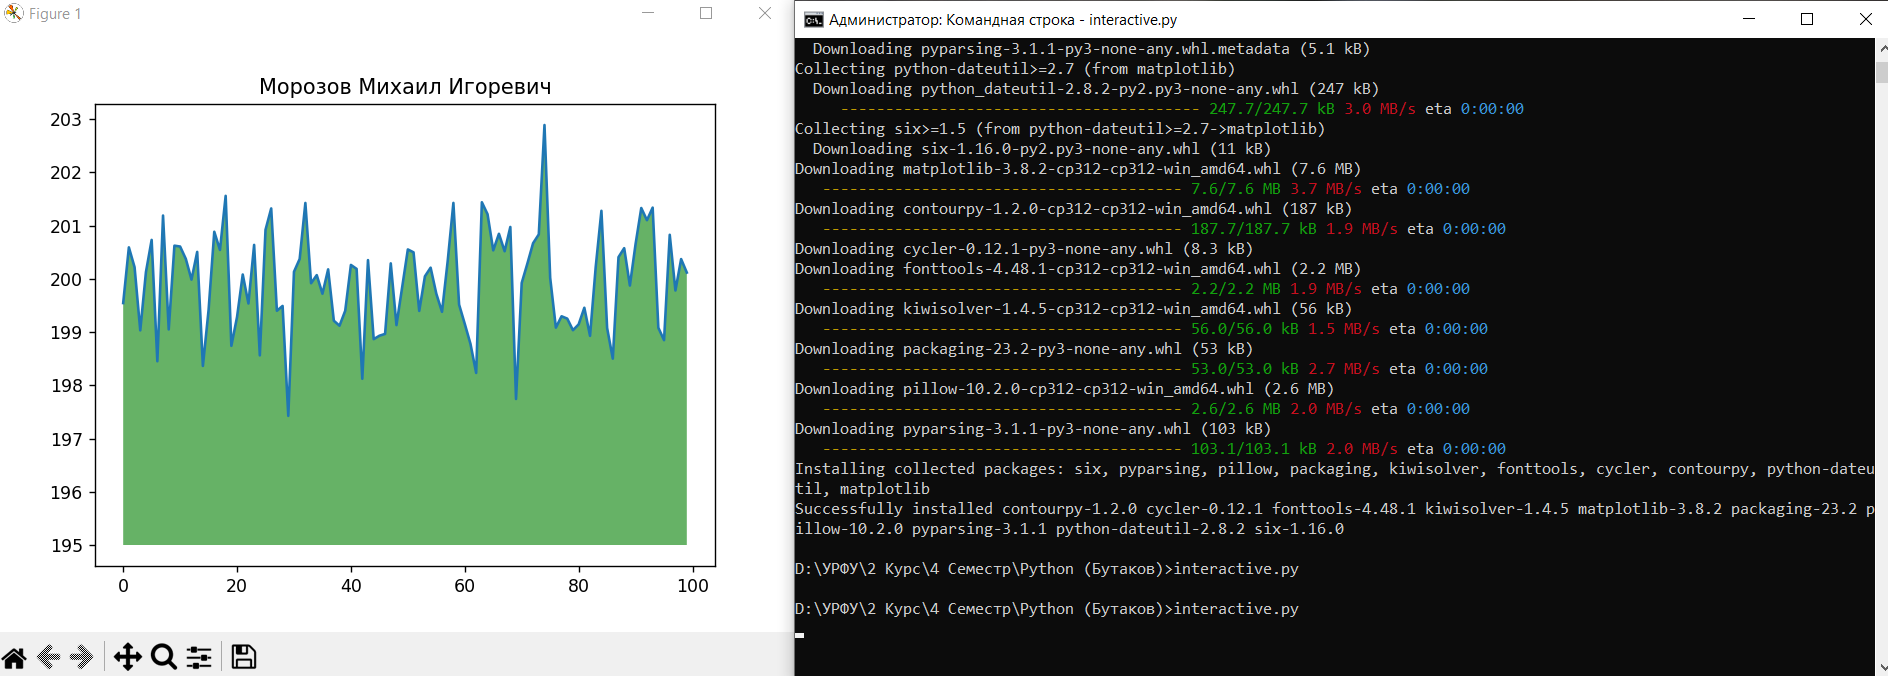 Figure 1
Морозов Михаил Игоревич
203
202
201
200
199
198
197
196
195
0 20 40 60 80 100
Администратор: Командная строка - interactive.py
Downloading pyparsing-3.1.1-py3-none-any.whl.metadata (5.1 kB)
Collecting python-dateutil>=2.7 (from matplotlib)
Downloading python_dateutil-2.8.2-py2.py3-none-any.whl (247 kB)
---------------------------------------- 247.7/247.7 kB 3.0 MB/s eta 0:00:00
Collecting six>=1.5 (from python-dateutil>=2.7->matplotlib)
Downloading six-1.16.0-py2.py3-none-any.whl (11 kB)
Downloading matplotlib-3.8.2-cp312-cp312-win_amd64.whl (7.6 MB)
---------------------------------------- 7.6/7.6 MB 3.7 MB/s eta 0:00:00
Downloading contourpy-1.2.0-cp312-cp312-win_amd64.whl (187 kB)
---------------------------------------- 187.7/187.7 kB 1.9 MB/s eta 0:00:00
Downloading cycler-0.12.1-py3-none-any.whl (8.3 kB)
Downloading fonttools-4.48.1-cp312-cp312-win_amd64.whl (2.2 MB)
---------------------------------------- 2.2/2.2 MB 1.9 MB/s eta 0:00:00
Downloading kiwisolver-1.4.5-cp312-cp312-win_amd64.whl (56 kB)
---------------------------------------- 56.0/56.0 kB 1.5 MB/s eta 0:00:00
Downloading packaging-23.2-py3-none-any.whl (53 kB)
---------------------------------------- 53.0/53.0 kB 2.7 MB/s eta 0:00:00
Downloading pillow-10.2.0-cp312-cp312-win_amd64.whl (2.6 MB)
---------------------------------------- 2.6/2.6 MB 2.0 MB/s eta 0:00:00
Downloading pyparsing-3.1.1-py3-none-any.whl (103 kB)
---------------------------------------- 103.1/103.1 kB 2.0 MB/s eta 0:00:00
Installing collected packages: six, pyparsing, pillow, packaging, kiwisolver, fonttools, cycler, contourpy, python-dateu
til, matplotlib
Successfully installed contourpy-1.2.0 cycler-0.12.1 fonttools-4.48.1 kiwisolver-1.4.5 matplotlib-3.8.2 packaging-23.2 p
illow-10.2.0 pyparsing-3.1.1 python-dateutil-2.8.2 six-1.16.0
D:\УРФУ\2 Курс\4 Семестр\Python (Бутаков)>interactive.py
D:\УРФУ\2 Курс\4 Семестр\Python (Бутаков)>interactive.py